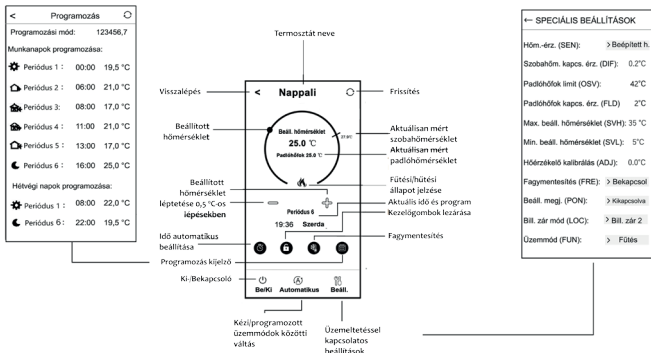 < Programozás
Programozási mód: 123456,7
Munkanapok programozása:
Periódus 1 : 00:00 19,5 °C
Periódus 2 : 06:00 21,0 °C
Periódus 3: 08:00 17,0 °C
Periódus 4 : 11:00 21,0 °C
Periódus 5 : 13:00 17,0 °C
Periódus 6 : 16:00 25,0 °C
Hétvégi napok programozása:
Periódus 1 : 08:00 22,0 °C
Periódus 6 : 22:00 19,5 °C
Termosztát neve
Visszalépés
< Nappali
Frissítés
Beállított
hőmérséklet
Beáll. hőmérséklet
25.0 °C
Padlóhőfok 25.0 °C
27.0°C
Aktuálisan mért
szobahőmérséklet
Aktuálisan mért
padlóhőmérséklet
Fűtési/hűtési
állapot jelzése
Beállított
hőmérséklet
léptetése 0,5 °C-os
lépésekben
Periódus 6
19:36 Szerda
Aktuális idő és program
Kezelőgombok lezárása
Fagymentesítés
Idő automatikus
beállítása
Programozás kijelző
Ki-/Bekapcsoló
Be/Ki Automatikus Beáll.
Kézi/programozott
üzemmódok közötti
váltás
Üzemeltetéssel
kapcsolatos
beállítások
← SPECIÁLIS BEÁLLÍTÁSOK
Hőm.-érz. (SEN): > Beépített h.
Szobahőm. kapcs. érz. (DIF): 0.2°C
Padlóhőfok limit (OSV): 42°C
Padlóhőfok kapcs. érz. (FLD) 2°C
Max. beáll. hőmérséklet (SVH): 35 °C
Min. beáll. hőmérséklet (SVL): 5°C
Hőérzékelő kalibrálás (ADJ): 0.0°C
Fagymentesítés (FRE): > Bekapcsol
Beáll. megj. (PON): > Kikapcsolva
Bill. zár mód (LOC): > Bill. zár 2
Üzemmód (FUN): > Fűtés